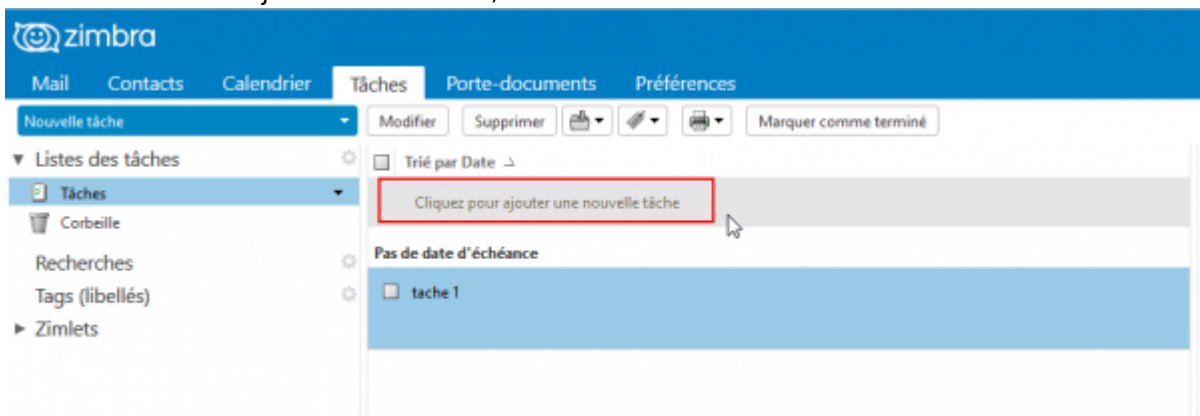 zimbra
Mail Contacts Calendrier Tâches Porte-documents Préférences
Nouvelle tâche Modifier Supprimer Marquer comme terminé
Listes des tâches
Trié par Date
Tâches
Cliquez pour ajouter une nouvelle tâche
Corbeille
Pas de date d'échéance
Recherches
Tags (libellés)
tache 1
Zimlets